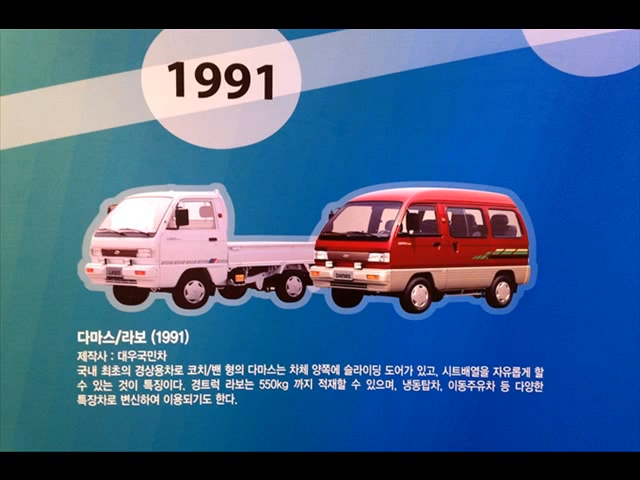 1991
다마스/라보 (1991)
제작사 : 대우국민차
국내 최초의 경상용차로 코치/밴 형의 다마스는 차체 양쪽에 슬라이딩 도어가 있고, 시트배열을 자유롭게 할
수 있는 것이 특징이다. 경트럭 라보는 550kg 까지 적재할 수 있으며, 냉동탑차, 이동주유차 등 다양한
특장차로 변신하여 이용되기도 한다.